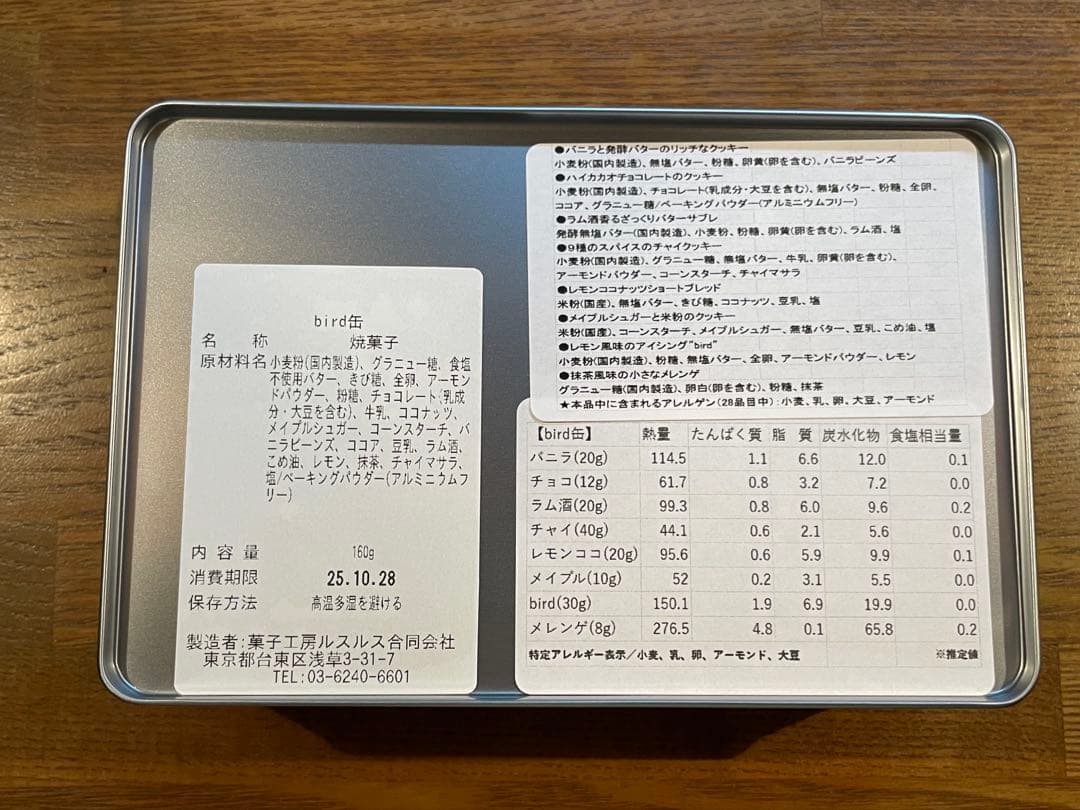 bird缶
名　称　焼菓子
原材料名 小麦粉(国内製造)、グラニュー糖、食塩
不使用バター、きび糖、全卵、アーモン
ドパウダー、粉糖、チョコレート(乳成
分・大豆を含む)、牛乳、ココナッツ、
メイプルシュガー、コーンスターチ、バ
ニラビーンズ、ココア、豆乳、ラム酒、
こめ油、レモン、抹茶、チャイマサラ、
塩/ベーキングパウダー(アルミニウムフ
リー)
内容量　160g
消費期限　25.10.28
保存方法　高温多湿を避ける
製造者:菓子工房ルスルス合同会社
東京都台東区浅草3-31-7
TEL:03-6240-6601
●バニラと発酵バターのリッチなクッキー
小麦粉(国内製造)、無塩バター、粉糖、卵黄(卵を含む)、バニラビーンズ
●ハイカカオチョコレートのクッキー
小麦粉(国内製造)、チョコレート(乳成分・大豆を含む)、無塩バター、粉糖、全卵、
ココア、グラニュー糖/ベーキングパウダー(アルミニウムフリー)
●ラム酒香るざっくりバターサブレ
発酵無塩バター(国内製造)、小麦粉、粉糖、卵黄(卵を含む)、ラム酒、塩
●9種のスパイスのチャイクッキー
小麦粉(国内製造)、グラニュー糖、無塩バター、牛乳、卵黄(卵を含む)、
アーモンドパウダー、コーンスターチ、チャイマサラ
●レモンココナッツショートブレッド
米粉(国産)、無塩バター、きび糖、ココナッツ、豆乳、塩
●メイプルシュガーと米粉のクッキー
米粉(国産)、コーンスターチ、メイプルシュガー、無塩バター、豆乳、こめ油、塩
●レモン風味のアイシング"bird"
小麦粉(国内製造)、粉糖、無塩バター、全卵、アーモンドパウダー、レモン
●抹茶風味の小さなメレンゲ
グラニュー糖(国内製造)、卵白(卵を含む)、粉糖、抹茶
★本品中に含まれるアレルゲン(28品目中):小麦、乳、卵、大豆、アーモンド
【bird缶】 熱量 たんぱく質 脂　質 炭水化物 食塩相当量
バニラ(20g) 114.5 1.1 6.6 12.0 0.1
チョコ(12g) 61.7 0.8 3.2 7.2 0.0
ラム酒(20g) 99.3 0.8 6.0 9.6 0.2
チャイ(40g) 44.1 0.6 2.1 5.6 0.0
レモンココ(20g) 95.6 0.6 5.9 9.9 0.1
メイプル(10g) 52 0.2 3.1 5.5 0.0
bird(30g) 150.1 1.9 6.9 19.9 0.0
メレンゲ(8g) 276.5 4.8 0.1 65.8 0.2
特定アレルギー表示/小麦、乳、卵、アーモンド、大豆 ※推定値